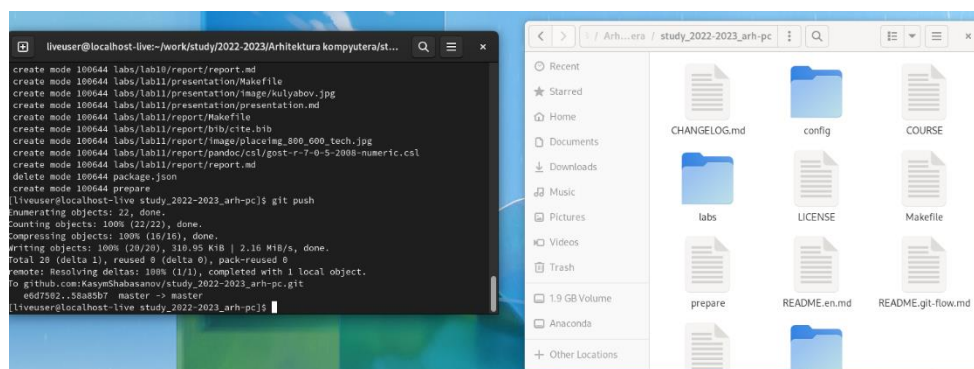 liveuser@localhost-live:~/work/study/2022-2023/Arhitektura kompyutera/st...
create mode 100644 labs/lab10/report/report.md
create mode 100644 labs/lab11/presentation/Makefile
create mode 100644 labs/lab11/presentation/image/kulyabov.jpg
create mode 100644 labs/lab11/presentation/presentation.md
create mode 100644 labs/lab11/report/Makefile
create mode 100644 labs/lab11/report/bib/cite.bib
create mode 100644 labs/lab11/report/image/placeimg_800_600_tech.jpg
create mode 100644 labs/lab11/report/pandoc/csl/gost-r-7-0-5-2008-numeric.csl
create mode 100644 labs/lab11/report/report.md
delete mode 100644 package.json
create mode 100644 prepare
[liveuser@localhost-live study_2022-2023_arh-pc]$ git push
Enumerating objects: 22, done.
Counting objects: 100% (22/22), done.
Compressing objects: 100% (16/16), done.
Writing objects: 100% (20/20), 310.95 KiB | 2.16 MiB/s, done.
Total 20 (delta 1), reused 0 (delta 0), pack-reused 0
remote: Resolving deltas: 100% (1/1), completed with 1 local object.
To github.com:KasymShabasanov/study_2022-2023_arh-pc.git
e6d7502..58a85b7 master -> master
[liveuser@localhost-live study_2022-2023_arh-pc]$
/ Arh...era / study_2022-2023_arh-pc
Recent
Starred
Home
Documents
Downloads
Music
Pictures
Videos
Trash
1.9 GB Volume
Anaconda
+ Other Locations
CHANGELOG.md
config
COURSE
labs
LICENSE
Makefile
prepare
README.en.md
README.git-flow.md